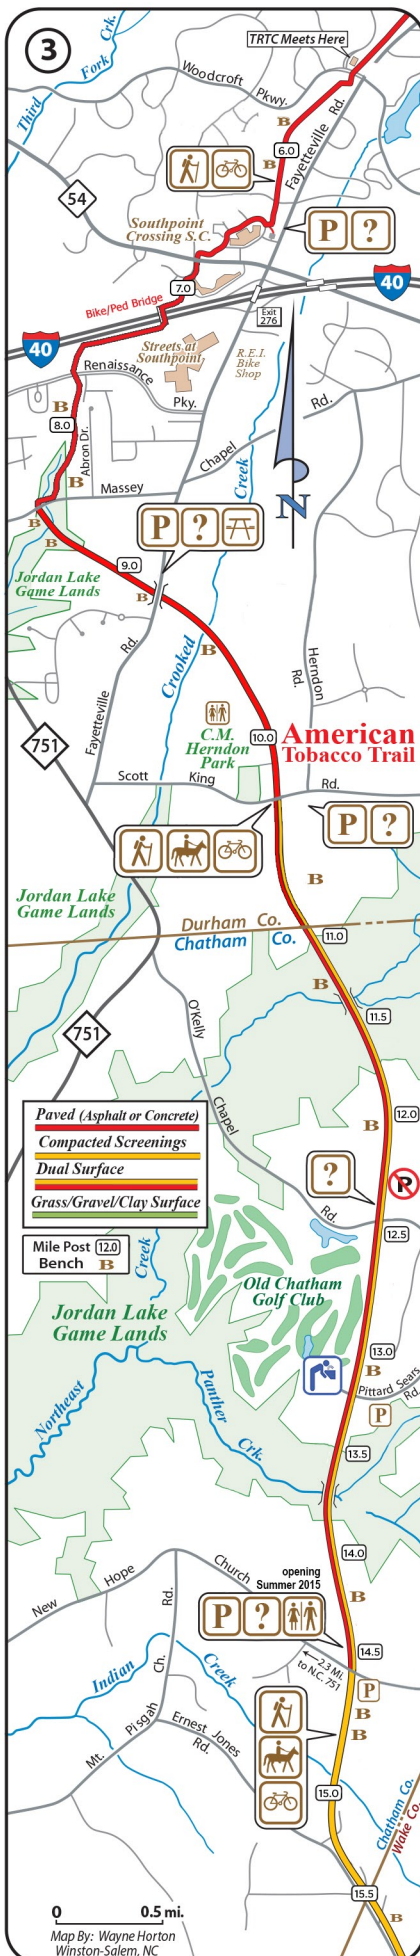 3
TRTC Meets Here
Third Fork Crk.
Woodcroft Pkwy.
Fayetteville Rd.
B
6.0
B
54
Southpoint
Crossing S.C.
P ?
7.0
40
Bike/Ped Bridge
Exit
276
40
Streets at
Southpoint
R.E.I.
Bike
Shop
Renaissance Pky.
B
8.0
Abron Dr.
B
Massey Chapel Rd.
N
B
B
P ?
Jordan Lake
Game Lands
9.0
B
Crooked Creek
B
Fayetteville Rd.
Herndon Rd.
751
C.M.
Herndon
Park
10.0
American
Tobacco Trail
Scott King Rd.
P ?
B
Jordan Lake
Game Lands
Durham Co.
Chatham Co.
11.0
B
11.5
751
O'Kelly Chapel Rd.
12.0
B
Paved (Asphalt or Concrete)
Compacted Screenings
Dual Surface
Grass/Gravel/Clay Surface
?
P
12.5
Mile Post 12.0
Bench B
Creek
Old Chatham
Golf Club
Jordan Lake
Game Lands
13.0
B
Pittard Sears Rd.
P
Northeast
Panther Crk.
13.5
14.0
New Hope Church
opening
Summer 2015
B
P ?
14.5
2.3 Mi.
to N.C. 751
P
B
B
Indian Creek
Mt. Pisgah Ch. Rd.
Ernest Jones Rd.
15.0
Chatham Co.
Wake Co.
15.5
B
0 0.5 mi.
Map By: Wayne Horton
Winston-Salem, NC